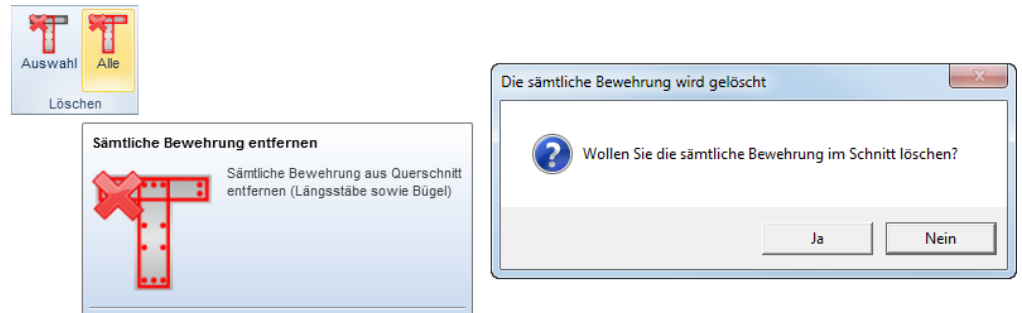 Auswahl Alle
Löschen
Sämtliche Bewehrung entfernen
Sämtliche Bewehrung aus Querschnitt
entfernen (Längsstäbe sowie Bügel)
Die sämtliche Bewehrung wird gelöscht
Wollen Sie die sämtliche Bewehrung im Schnitt löschen?
Ja Nein